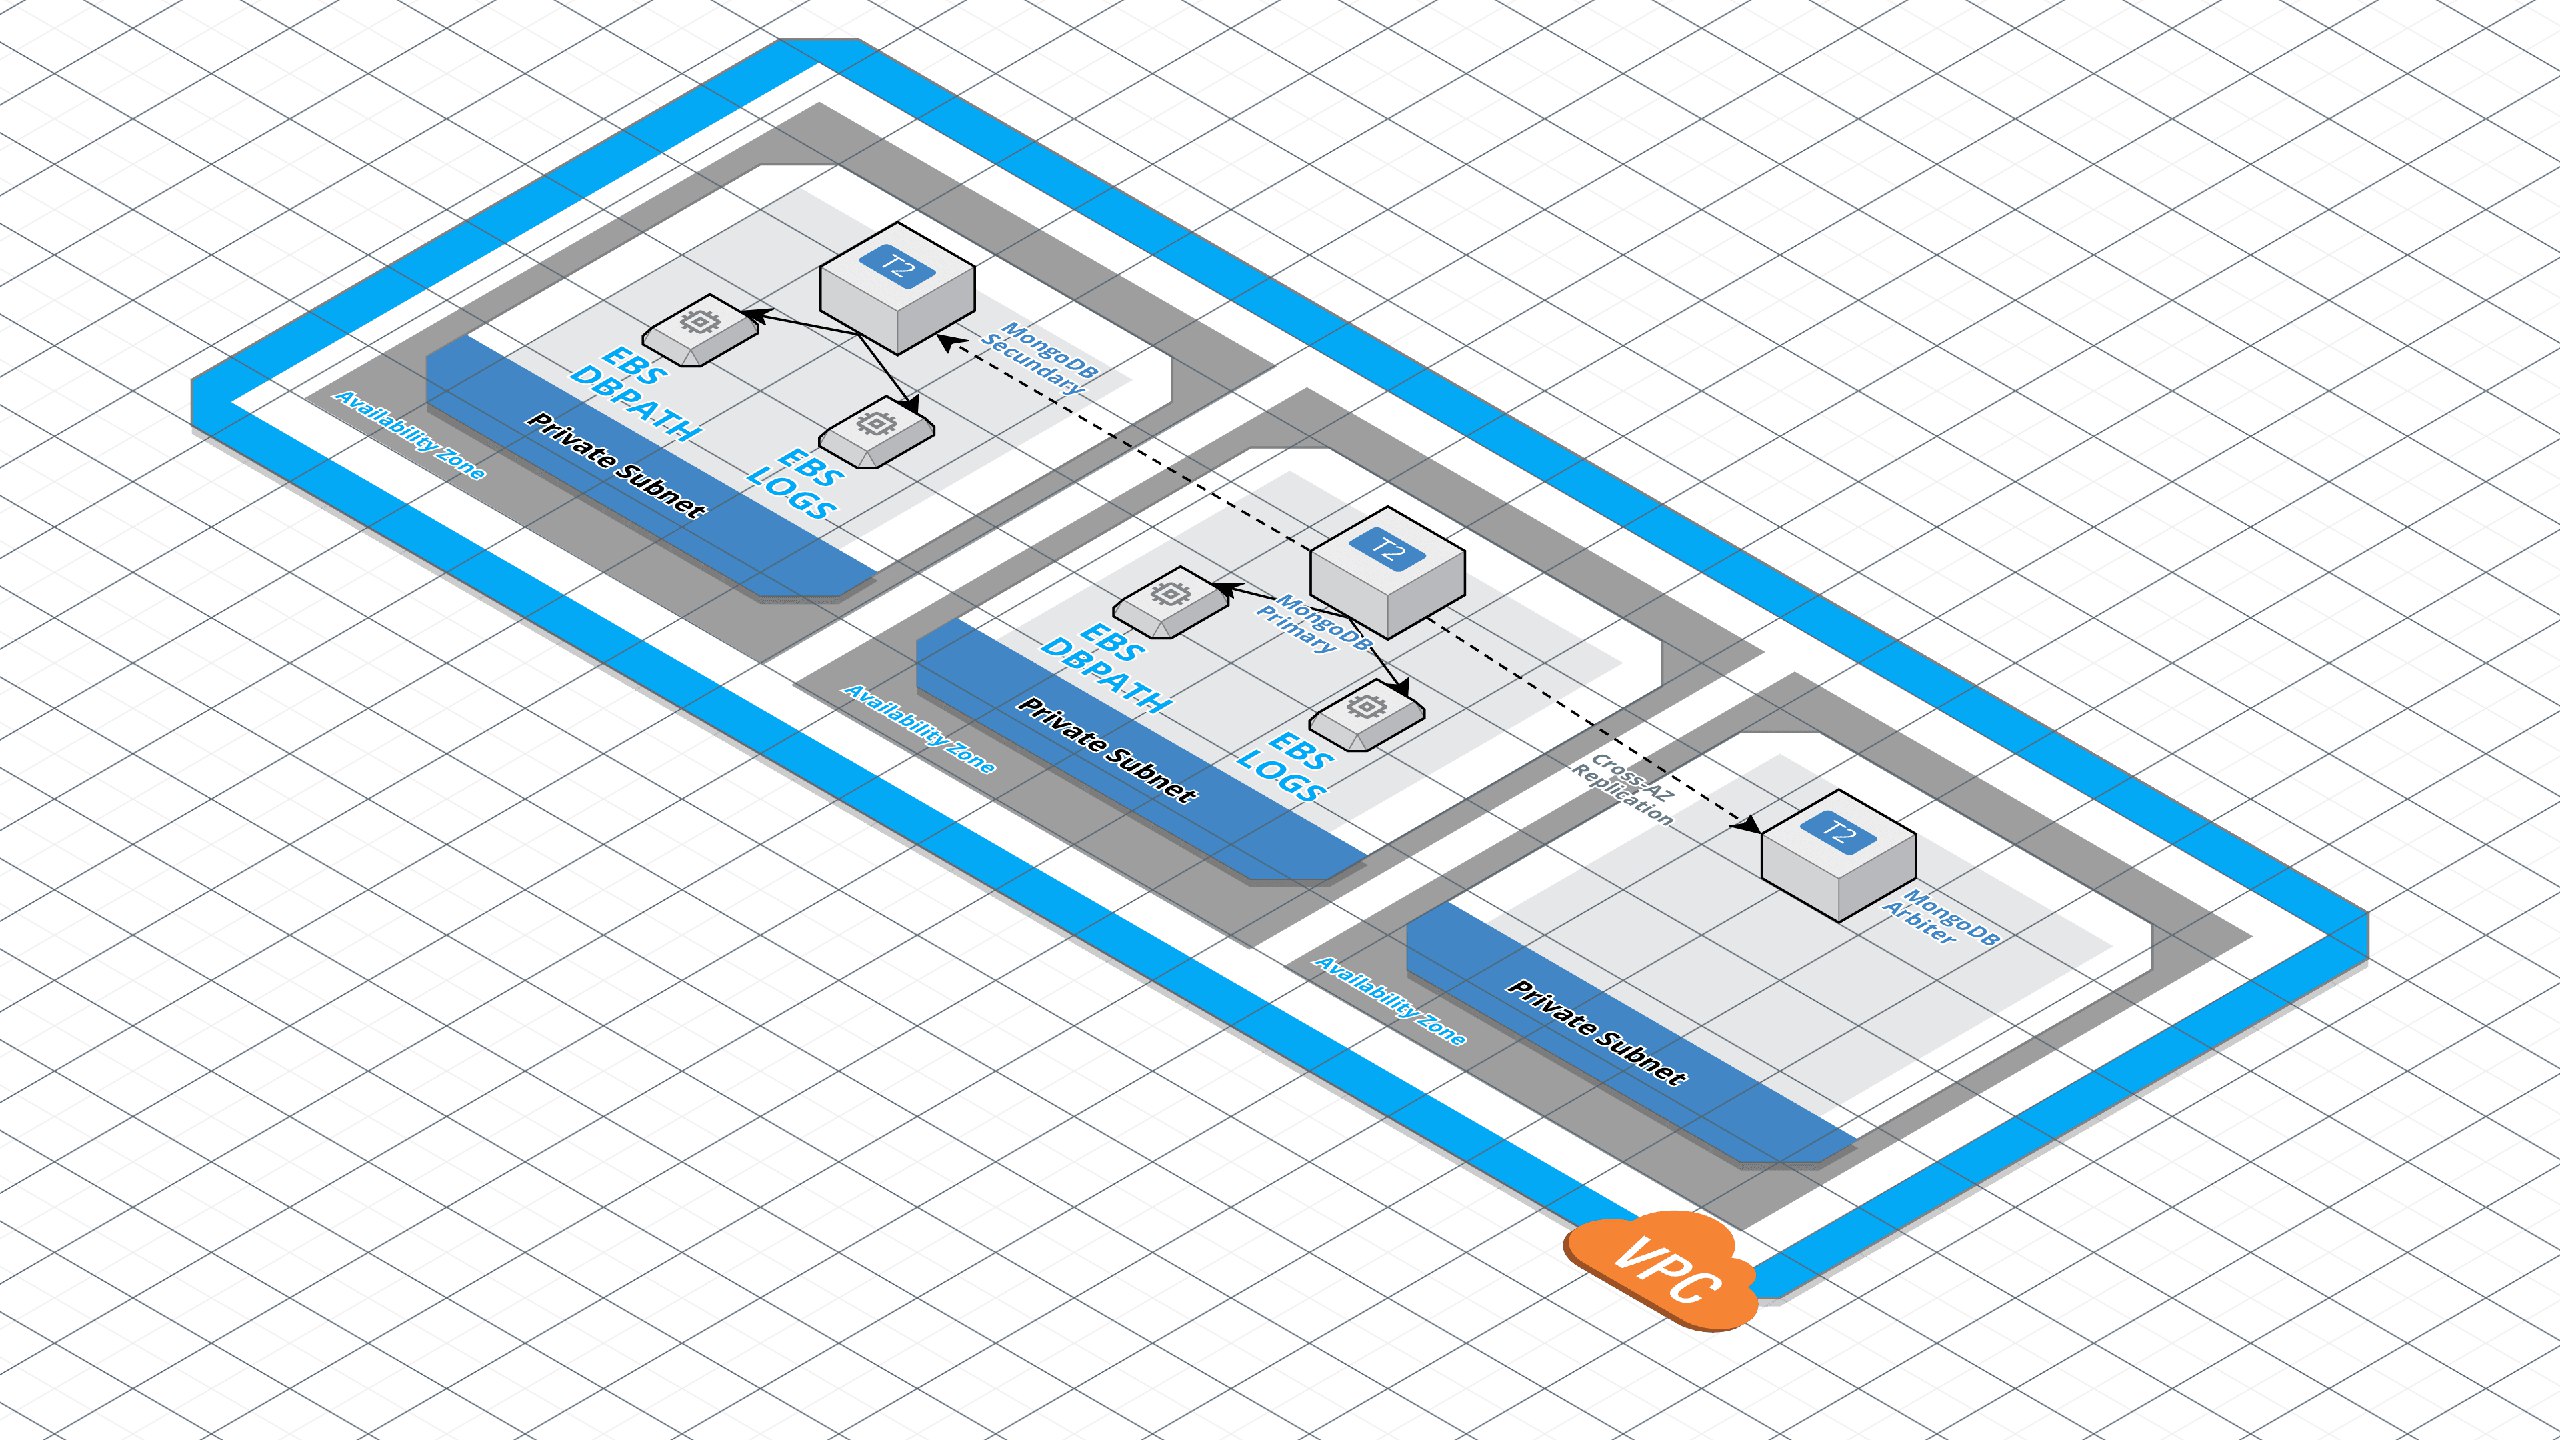 T2
MongoDB
Secundary
EBS
DBPATH
EBS
LOGS
Private Subnet
Availability Zone
T2
MongoDB
Primary
EBS
DBPATH
EBS
LOGS
Private Subnet
Availability Zone
Cross-AZ
Replication
T2
MongoDB
Arbiter
Private Subnet
Availability Zone
VPC